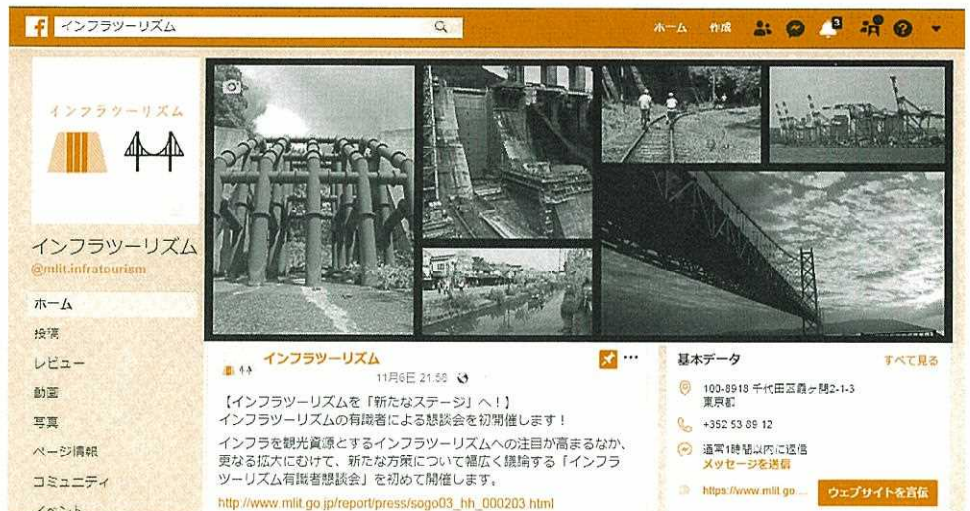 インフラツーリズム
ホーム 作成
3
インフラツーリズム
インフラツーリズム
@mlit.infratourism
ホーム
投稿
レビュー
動画
写真
ページ情報
コミュニティ
イベント
インフラツーリズム
11月6日 21:58
【インフラツーリズムを「新たなステージ」へ！】
インフラツーリズムの有識者による懇談会を初開催します！
インフラを観光資源とするインフラツーリズムへの注目が高まるなか、
更なる拡大にむけて、新たな方策について幅広く議論する「インフラ
ツーリズム有識者懇談会」を初めて開催します。
http://www.mlit.go.jp/report/press/sogo03_hh_000203.html
基本データ すべて見る
100-8918 千代田区霞ヶ関2-1-3
東京都
+352 53 89 12
通常1時間以内に返信
メッセージを送信
https://www.mlit.go...
ウェブサイトを宣伝